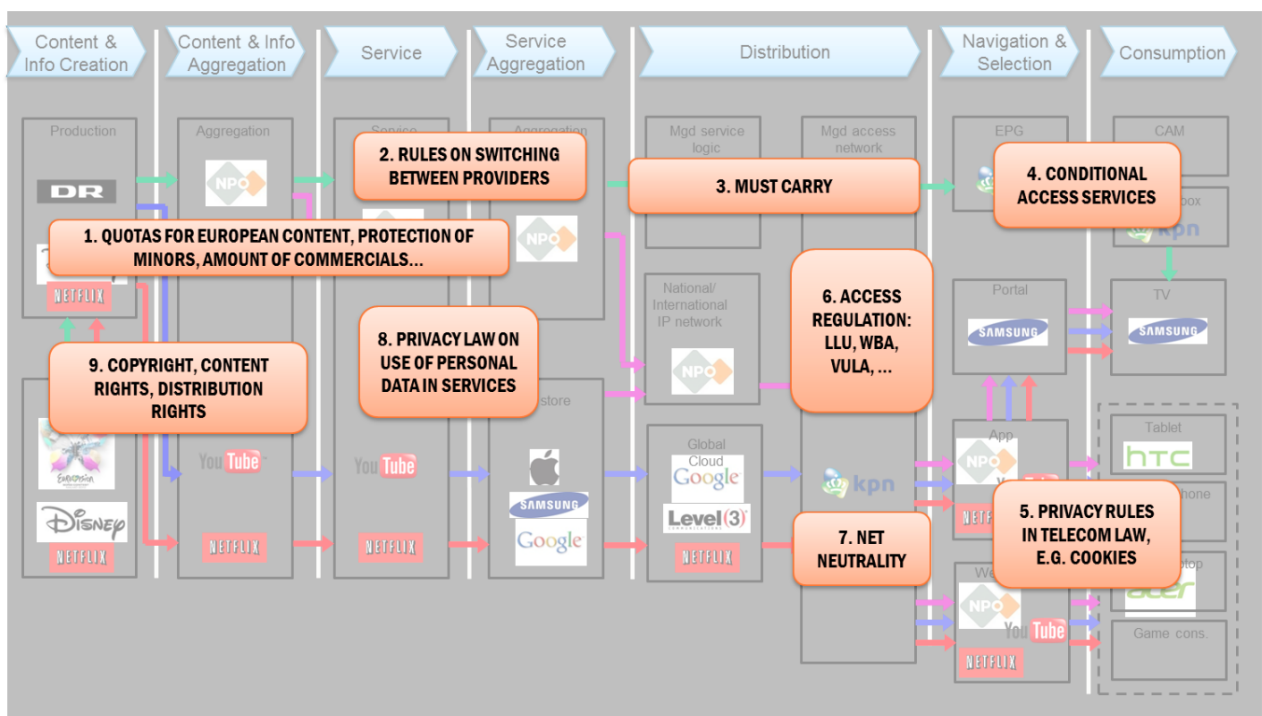 Content &
Info Creation
Content & Info
Aggregation
Service
Service
Aggregation
Distribution
Navigation &
Selection
Consumption
Production
Aggregation
Service
Aggregation
Mgd service
logic
Mgd access
network
EPG
CAM
DR
NPO
2. RULES ON SWITCHING
BETWEEN PROVIDERS
3. MUST CARRY
4. CONDITIONAL
ACCESS SERVICES
box
kpn
NPO
1. QUOTAS FOR EUROPEAN CONTENT, PROTECTION OF
MINORS, AMOUNT OF COMMERCIALS...
NETFLIX
National/
International
IP network
NPO
6. ACCESS
REGULATION:
LLU, WBA,
VULA, ...
Portal
SAMSUNG
TV
SAMSUNG
9. COPYRIGHT, CONTENT
RIGHTS, DISTRIBUTION
RIGHTS
8. PRIVACY LAW ON
USE OF PERSONAL
DATA IN SERVICES
store
EUROVISION
DISNEY
NETFLIX
YouTube
NETFLIX
YouTube
NETFLIX
SAMSUNG
Google
Global
Cloud
Google
Level(3)
COMMUNICATIONS
NETFLIX
kpn
7. NET
NEUTRALITY
App
NPO
Tablet
htc
phone
5. PRIVACY RULES
IN TELECOM LAW,
E.G. COOKIES
acer
NPO
YouTube
NETFLIX
Game cons.